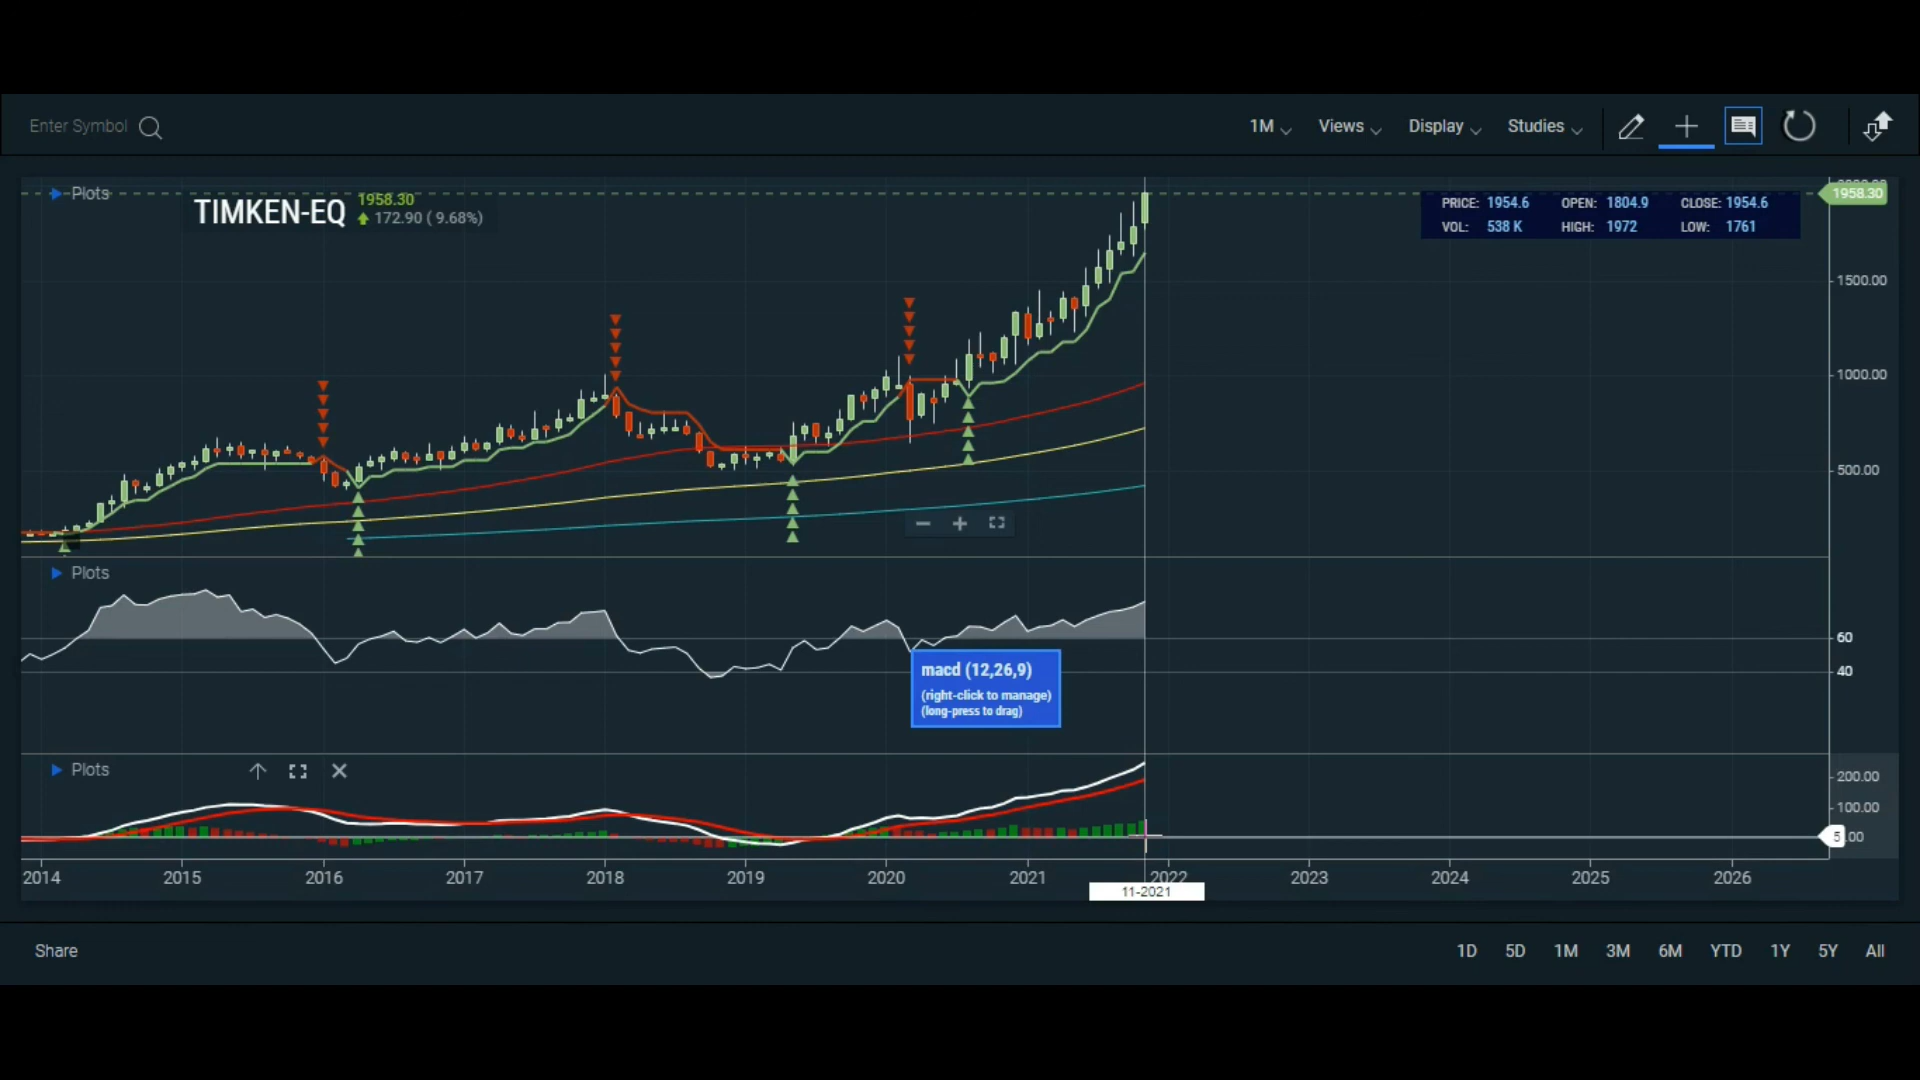 Enter Symbol
1M Views Display Studies
Plots
TIMKEN-EQ
1958.30
172.90 ( 9.68%)
PRICE: 1954.6 OPEN: 1804.9 CLOSE: 1954.6
VOL: 538 K HIGH: 1972 LOW: 1761
1958.30
1500.00
1000.00
500.00
Plots
60
40
macd (12,26,9)
(right-click to manage)
(long-press to drag)
Plots
200.00
100.00
5 .00
2014 2015 2016 2017 2018 2019 2020 2021 2022 2023 2024 2025 2026
11-2021
Share
1D 5D 1M 3M 6M YTD 1Y 5Y All